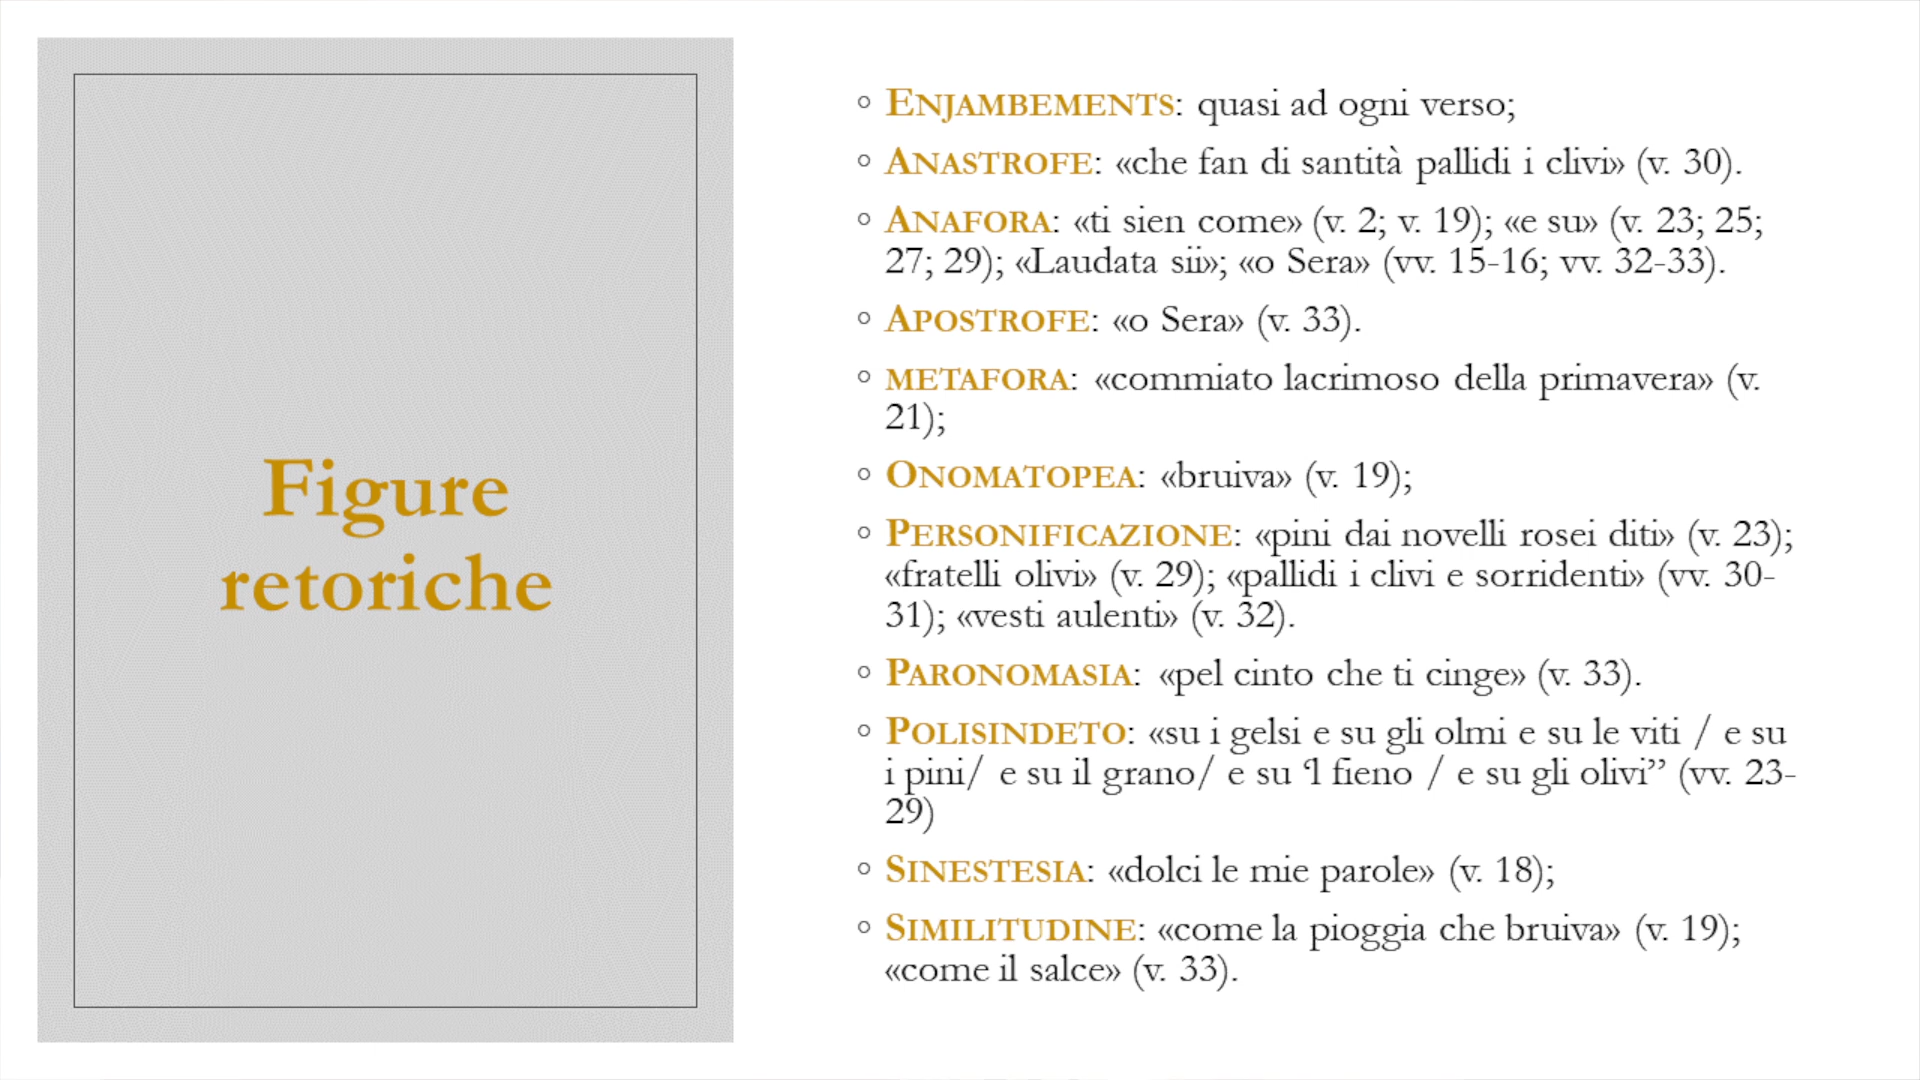 Figure
retoriche
ENJAMBEMENTS: quasi ad ogni verso;
ANASTROFE: «che fan di santità pallidi i clivi» (v. 30).
ANAFORA: «ti sien come» (v. 2; v. 19); «e su» (v. 23; 25;
27; 29); «Laudata sii»; «o Sera» (vv. 15-16; vv. 32-33).
APOSTROFE: «o Sera» (v. 33).
METAFORA: «commiato lacrimoso della primavera» (v.
21);
ONOMATOPEA: «bruiva» (v. 19);
PERSONIFICAZIONE: «pini dai novelli rosei diti» (v. 23);
«fratelli olivi» (v. 29); «pallidi i clivi e sorridenti» (vv. 30-
31); «vesti aulenti» (v. 32).
PARONOMASIA: «pel cinto che ti cinge» (v. 33).
POLISINDETO: «su i gelsi e su gli olmi e su le viti / e su
i pini/ e su il grano/ e su ‘l fieno / e su gli olivi” (vv. 23-
29)
SINESTESIA: «dolci le mie parole» (v. 18);
SIMILITUDINE: «come la pioggia che bruiva» (v. 19);
«come il salce» (v. 33).